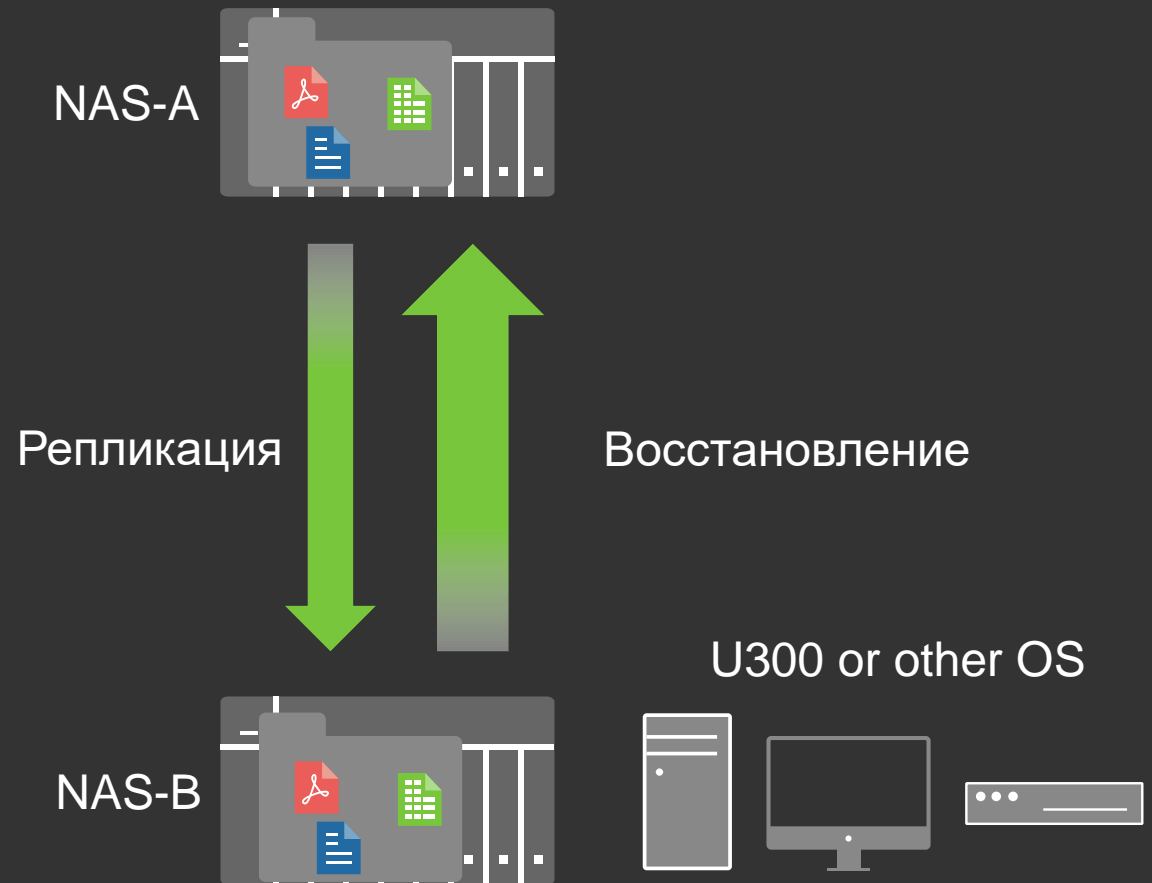 NAS-A
Репликация
Восстановление
U300 or other OS
NAS-B